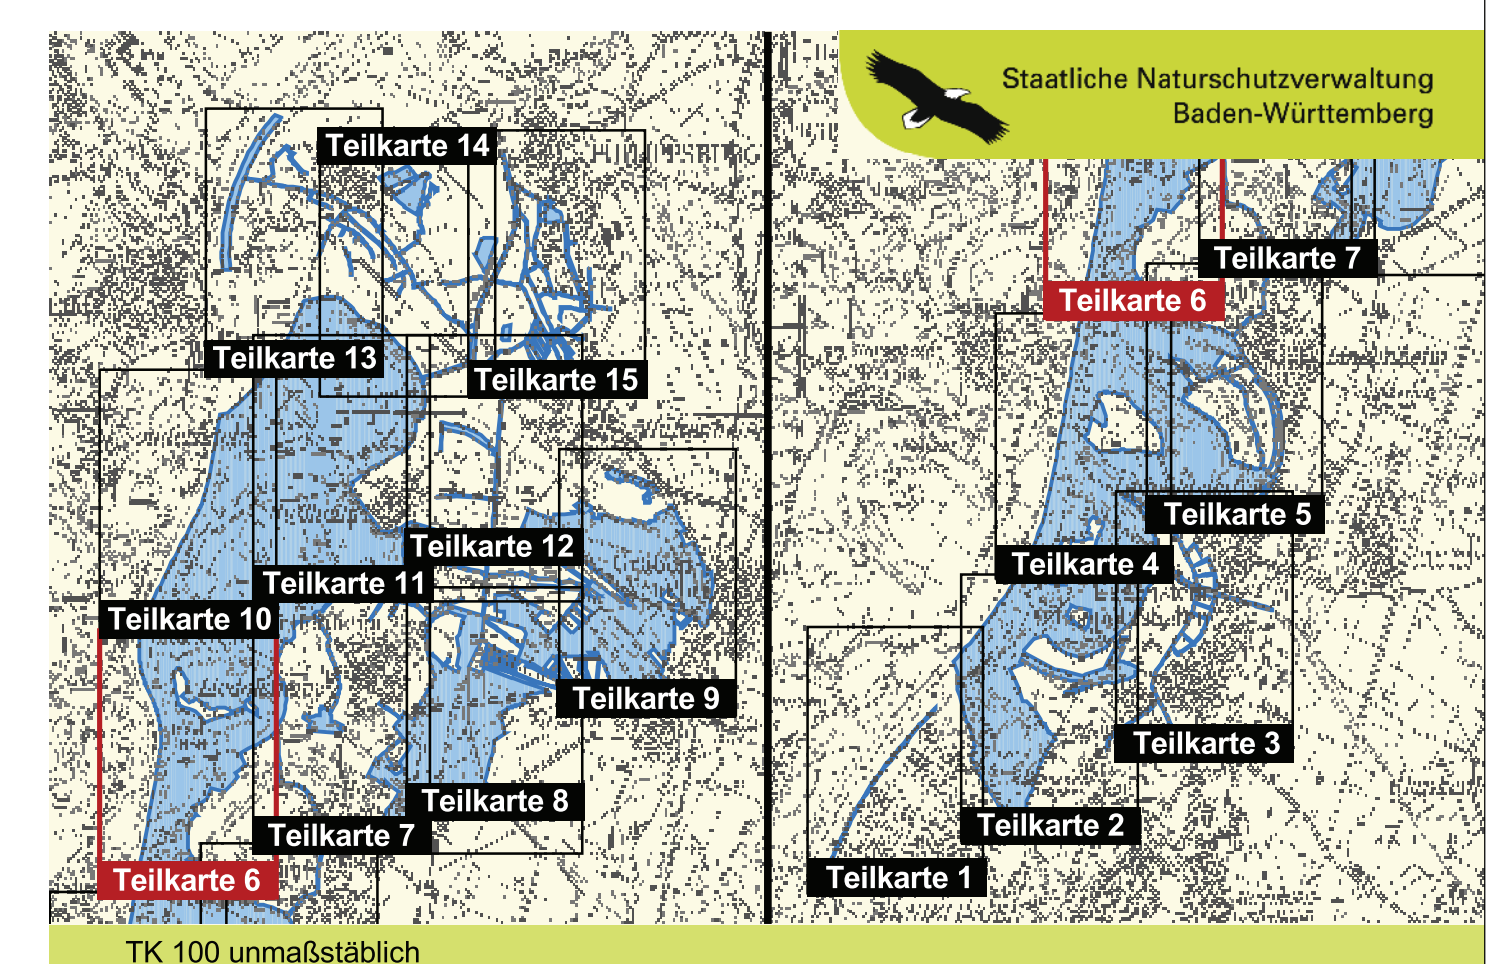 Staatliche Naturschutzverwaltung
Baden-Württemberg
Teilkarte 14
Teilkarte 13
Teilkarte 15
Teilkarte 12
Teilkarte 11
Teilkarte 10
Teilkarte 9
Teilkarte 8
Teilkarte 7
Teilkarte 6
Teilkarte 7
Teilkarte 6
Teilkarte 5
Teilkarte 4
Teilkarte 3
Teilkarte 2
Teilkarte 1
TK 100 unmaßstäblich